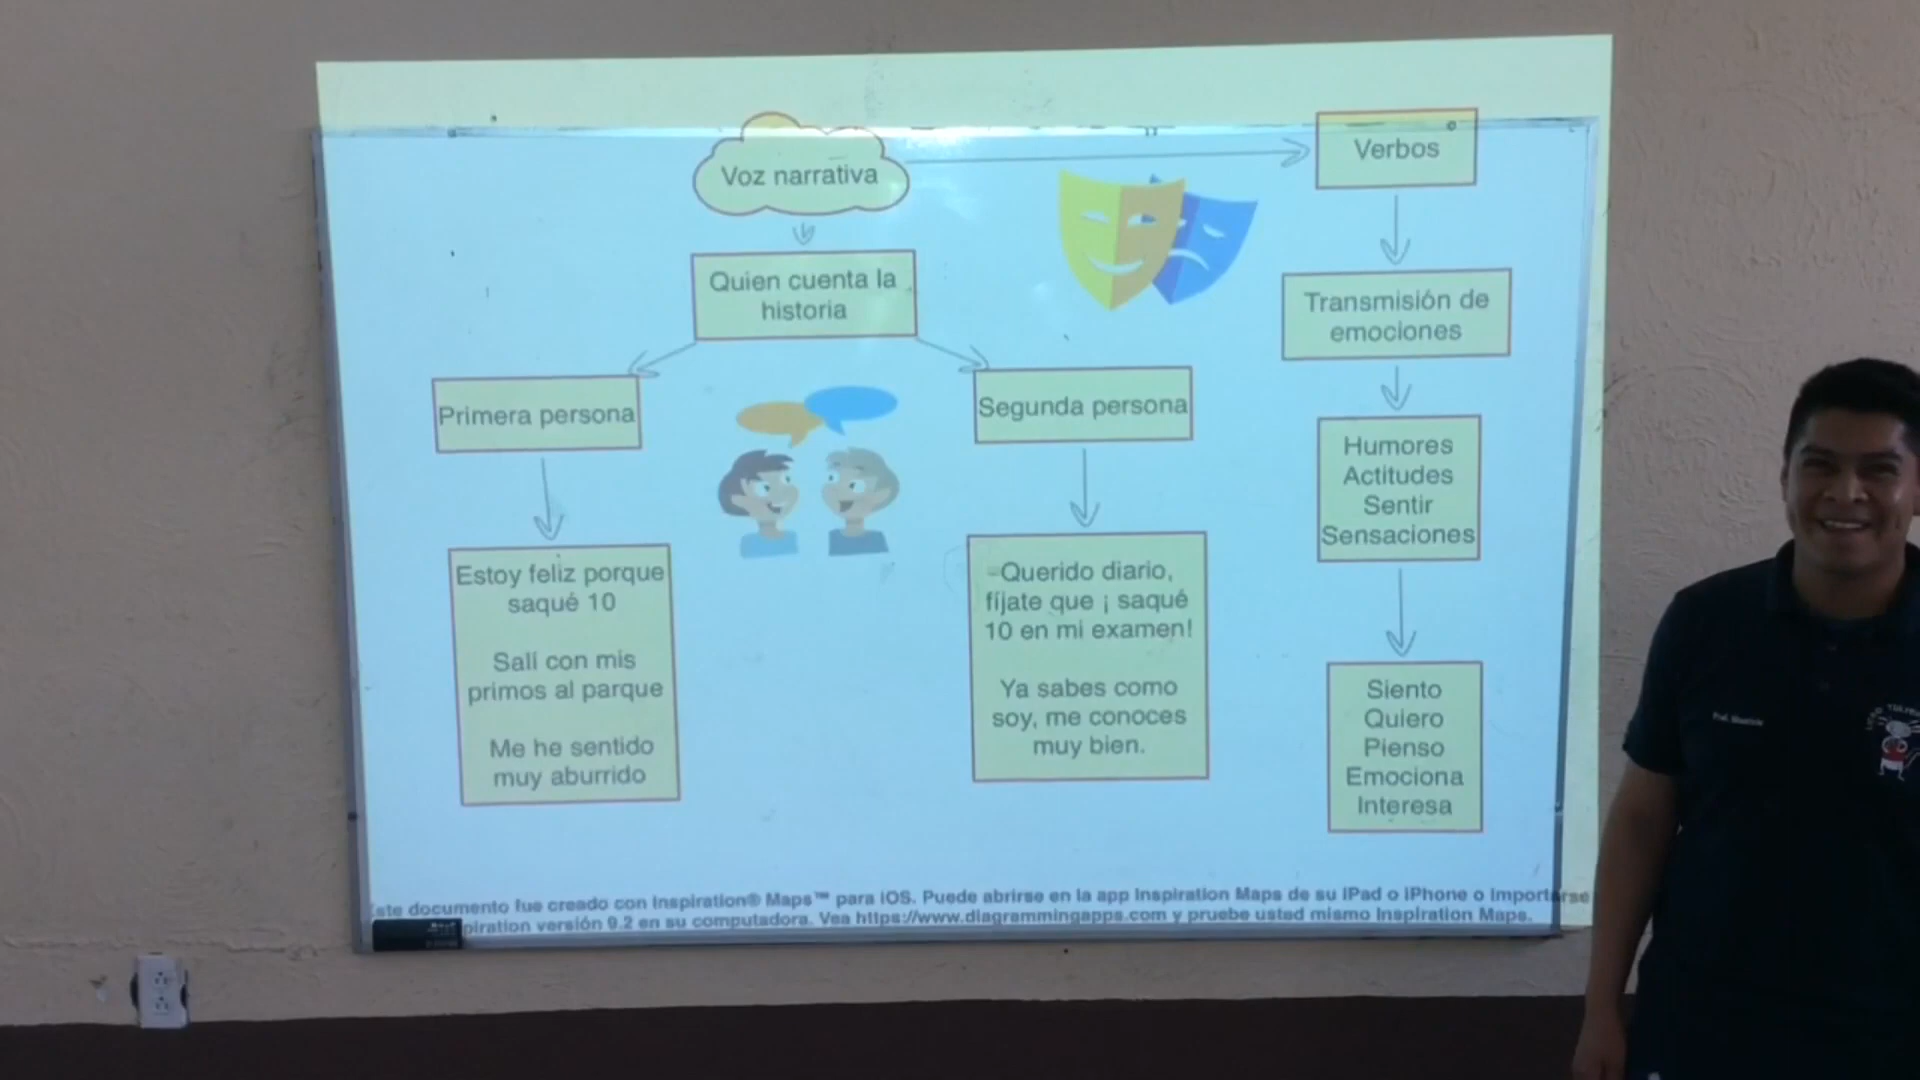 Voz narrativa
Verbos
Quien cuenta la
historia
Transmisión de
emociones
Primera persona
Segunda persona
Humores
Actitudes
Sentir
Sensaciones
Estoy feliz porque
saqué 10
Salí con mis
primos al parque
Me he sentido
muy aburrido
-Querido diario,
fíjate que ¡ saqué
10 en mi examen!
Ya sabes como
soy, me conoces
muy bien.
Siento
Quiero
Pienso
Emociona
Interesa
ste documento fue creado con Inspiration® Maps™ para iOS. Puede abrirse en la app Inspiration Maps de su iPad o iPhone o importarse
piration versión 9.2 en su computadora. Vea https://www.diagrammingapps.com y pruebe usted mismo Inspiration Maps.
Prof.